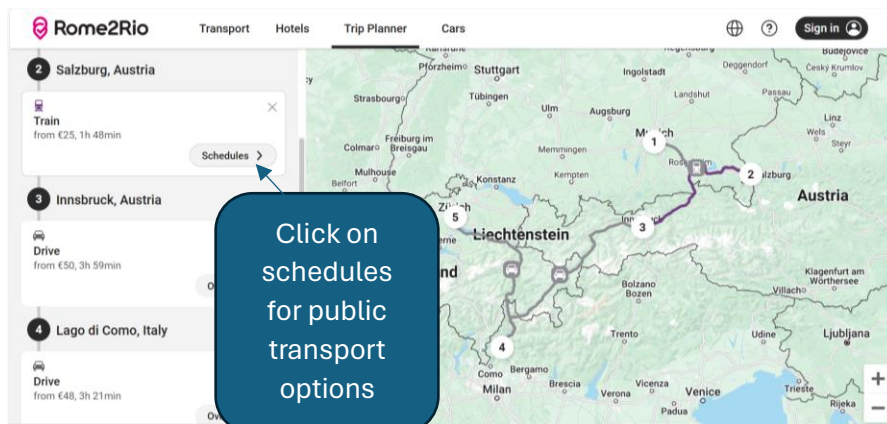 Rome2Rio
Transport Hotels Trip Planner Cars
Sign in
2 Salzburg, Austria
Train
from €25, 1h 48min
Schedules >
3 Innsbruck, Austria
Drive
from €50, 3h 59min
4 Lago di Como, Italy
Drive
from €48, 3h 21min
Click on
schedules
for public
transport
options
Karlsruhe
Regensburg
Budějovice
Pforzheim
Stuttgart
Ingolstadt
Deggendorf
Český Krumlov
Strasbourg
Tübingen
Ulm
Augsburg
Landshut
Passau
Linz
Wels
Steyr
Freiburg im
Breisgau
Colmar
Memmingen
1
2
Mulhouse
Belfort
Konstanz
Kempten
Austria
5
3
Liechtenstein
Bolzano
Bozen
Klagenfurt am
Wörthersee
Villach
4
Trento
Udine
Ljubljana
Como
Bergamo
Milan
Brescia
Verona
Vicenza
Padua
Venice
Trieste
Rijeka
+
−